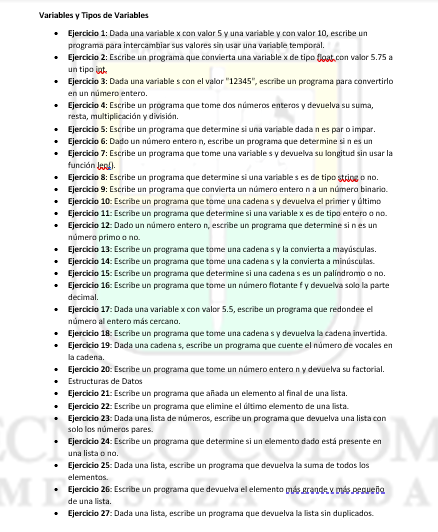 Variables y Tipos de Variables
• Ejercicio 1: Dada una variable x con valor 5 y una variable y con valor 10, escribe un
programa para intercambiar sus valores sin usar una variable temporal.
• Ejercicio 2: Escribe un programa que convierta una variable x de tipo float con valor 5.75 a
un tipo int.
• Ejercicio 3: Dada una variable s con el valor "12345", escribe un programa para convertirlo
en un número entero.
• Ejercicio 4: Escribe un programa que tome dos números enteros y devuelva su suma,
resta, multiplicación y división.
• Ejercicio 5: Escribe un programa que determine si una variable dada n es par o impar.
• Ejercicio 6: Dado un número entero n, escribe un programa que determine si n es un
• Ejercicio 7: Escribe un programa que tome una variable s y devuelva su longitud sin usar la
función len().
• Ejercicio 8: Escribe un programa que determine si una variable s es de tipo string o no.
• Ejercicio 9: Escribe un programa que convierta un número entero n a un número binario.
• Ejercicio 10: Escribe un programa que tome una cadena s y devuelva el primer y último
• Ejercicio 11: Escribe un programa que determine si una variable x es de tipo entero o no.
• Ejercicio 12: Dado un número entero n, escribe un programa que determine si n es un
número primo o no.
• Ejercicio 13: Escribe un programa que tome una cadena s y la convierta a mayúsculas.
• Ejercicio 14: Escribe un programa que tome una cadena s y la convierta a minúsculas.
• Ejercicio 15: Escribe un programa que determine si una cadena s es un palíndromo o no.
• Ejercicio 16: Escribe un programa que tome un número flotante f y devuelva solo la parte
decimal.
• Ejercicio 17: Dada una variable x con valor 5.5, escribe un programa que redondee el
número al entero más cercano.
• Ejercicio 18: Escribe un programa que tome una cadena s y devuelva la cadena invertida.
• Ejercicio 19: Dada una cadena s, escribe un programa que cuente el número de vocales en
la cadena.
• Ejercicio 20: Escribe un programa que tome un número entero n y devuelva su factorial.
• Estructuras de Datos
• Ejercicio 21: Escribe un programa que añada un elemento al final de una lista.
• Ejercicio 22: Escribe un programa que elimine el último elemento de una lista.
• Ejercicio 23: Dada una lista de números, escribe un programa que devuelva una lista con
solo los números pares.
• Ejercicio 24: Escribe un programa que determine si un elemento dado está presente en
una lista o no.
• Ejercicio 25: Dada una lista, escribe un programa que devuelva la suma de todos los
elementos.
• Ejercicio 26: Escribe un programa que devuelva el elemento más grande y más pequeño
de una lista.
• Ejercicio 27: Dada una lista, escribe un programa que devuelva la lista sin duplicados.